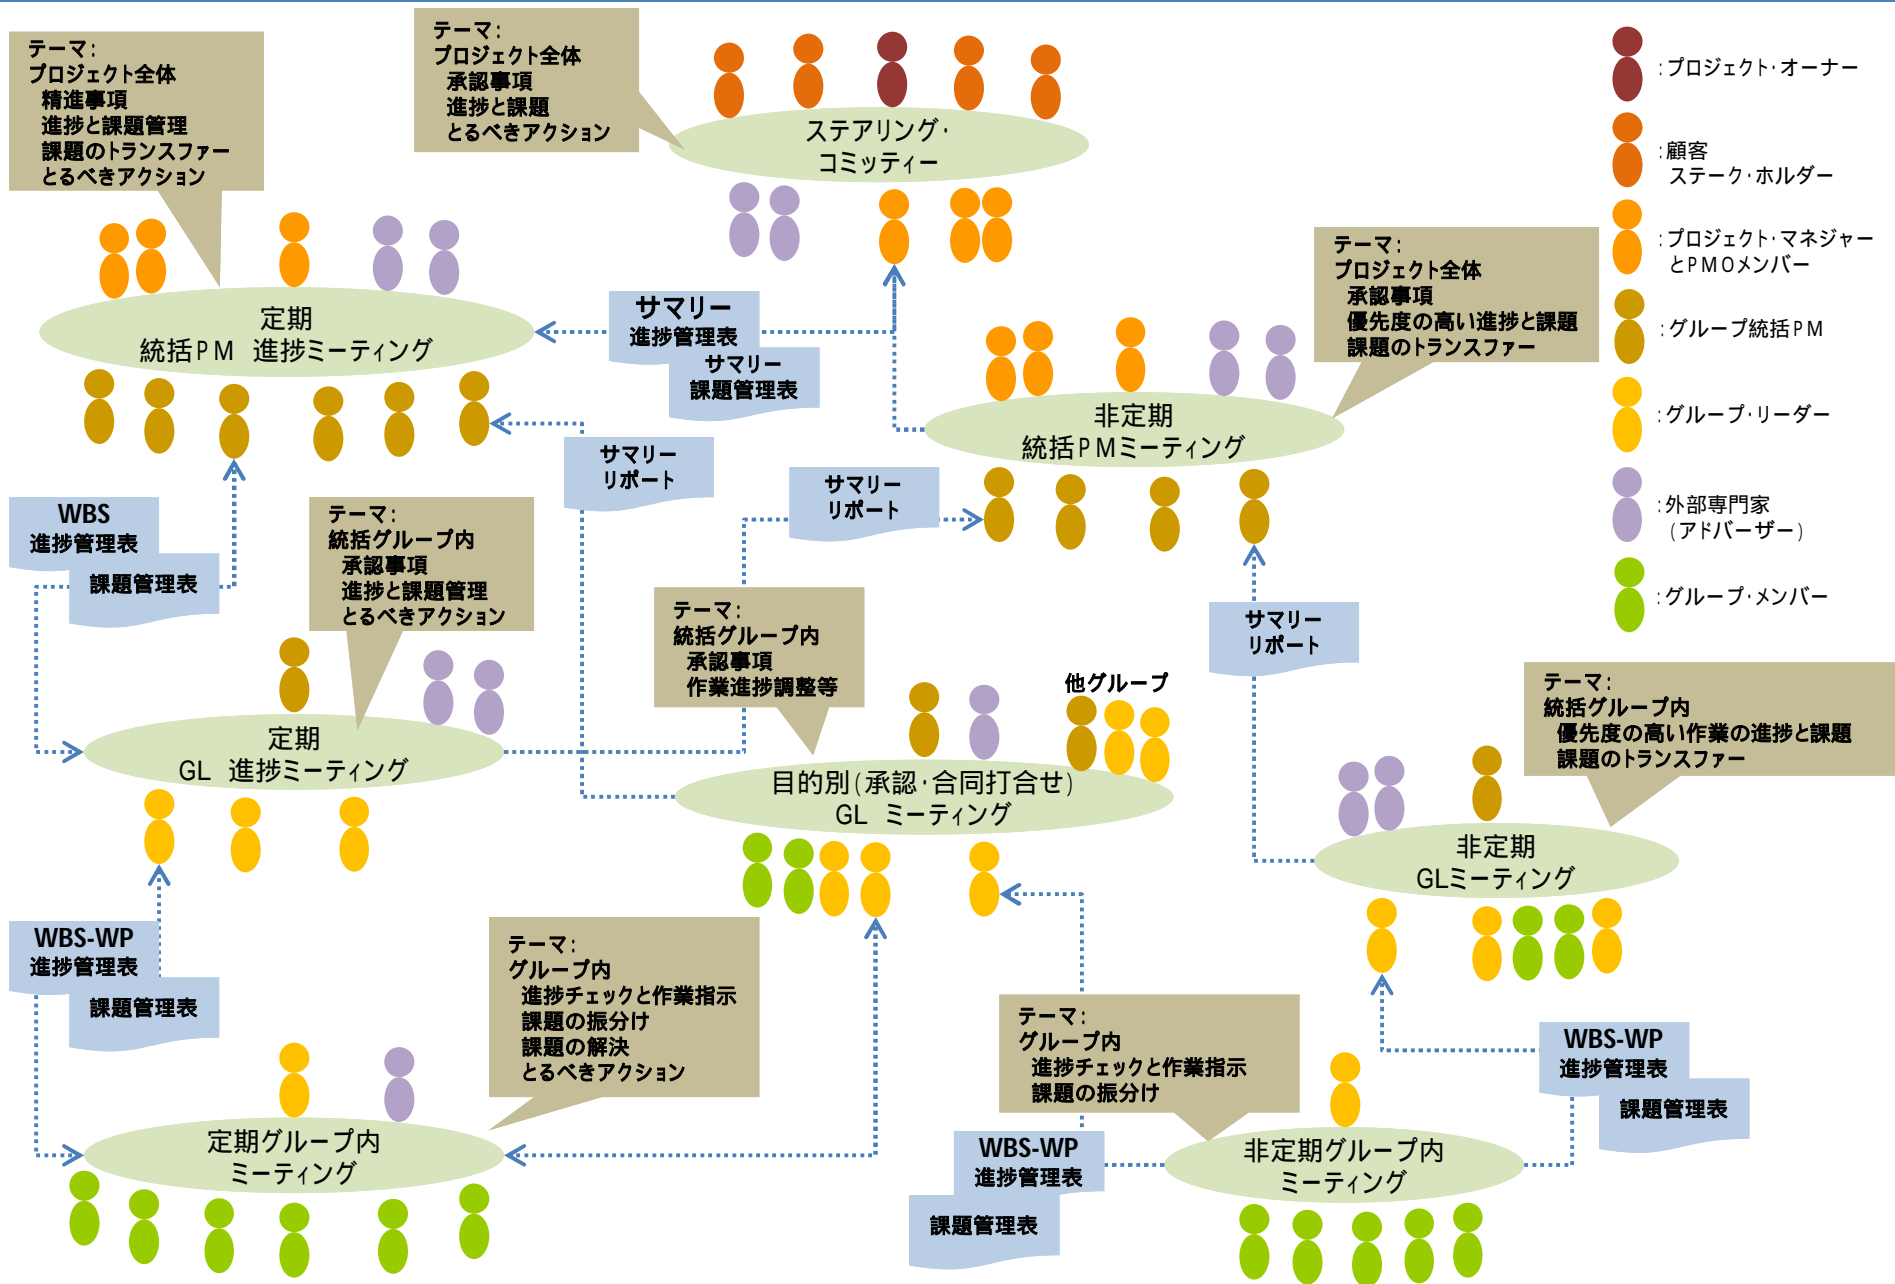 テーマ：
プロジェクト全体
精進事項
進捗と課題管理
課題のトランスファー
とるべきアクション
テーマ：
プロジェクト全体
承認事項
進捗と課題
とるべきアクション
ステアリング・
コミッティー
：プロジェクト・オーナー
：顧客
ステーク・ホルダー
：プロジェクト・マネジャー
とＰＭＯメンバー
：グループ統括ＰＭ
：グループ・リーダー
：外部専門家
（アドバーザー）
：グループ・メンバー
テーマ：
プロジェクト全体
承認事項
優先度の高い進捗と課題
課題のトランスファー
定期
統括ＰＭ　進捗ミーティング
サマリー
進捗管理表
サマリー
課題管理表
非定期
統括ＰＭミーティング
サマリー
リポート
サマリー
リポート
WBS
進捗管理表
課題管理表
テーマ：
統括グループ内
承認事項
進捗と課題管理
とるべきアクション
テーマ：
統括グループ内
承認事項
作業進捗調整等
サマリー
リポート
他グループ
テーマ：
統括グループ内
優先度の高い作業の進捗と課題
課題のトランスファー
定期
GL　進捗ミーティング
目的別（承認・合同打合せ）
GL　ミーティング
非定期
GLミーティング
WBS-WP
進捗管理表
課題管理表
テーマ：
グループ内
進捗チェックと作業指示
課題の振分け
課題の解決
とるべきアクション
テーマ：
グループ内
進捗チェックと作業指示
課題の振分け
WBS-WP
進捗管理表
課題管理表
定期グループ内
ミーティング
WBS-WP
進捗管理表
課題管理表
非定期グループ内
ミーティング